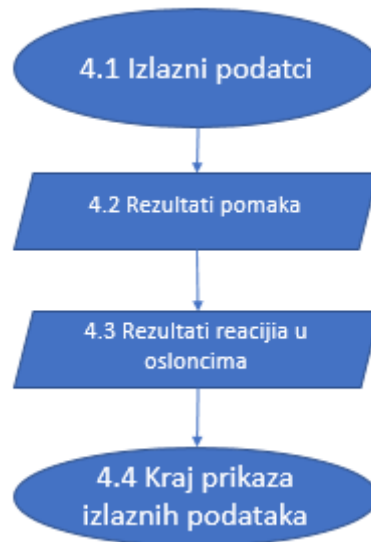 4.1 Izlazni podatci
4.2 Rezultati pomaka
4.3 Rezultati reacijia u
osloncima
4.4 Kraj prikaza
izlaznih podataka